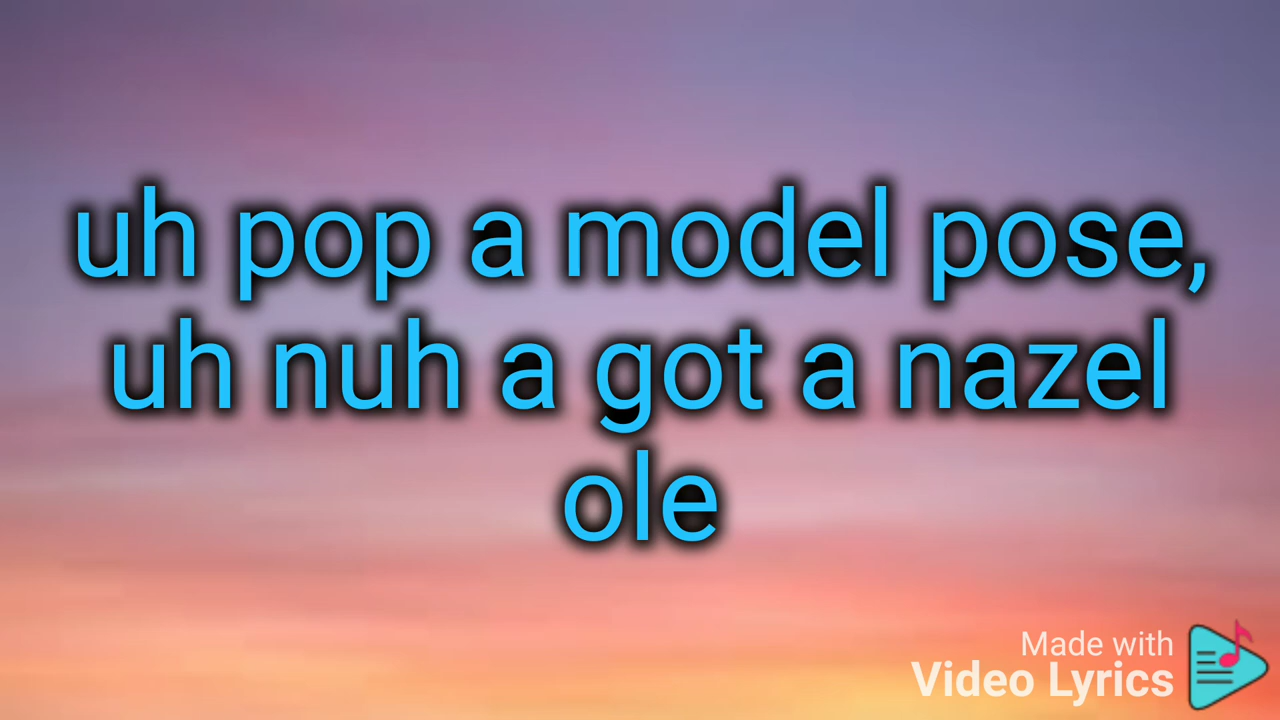 uh pop a model pose,
uh nuh a got a nazel
ole
Made with
Video Lyrics